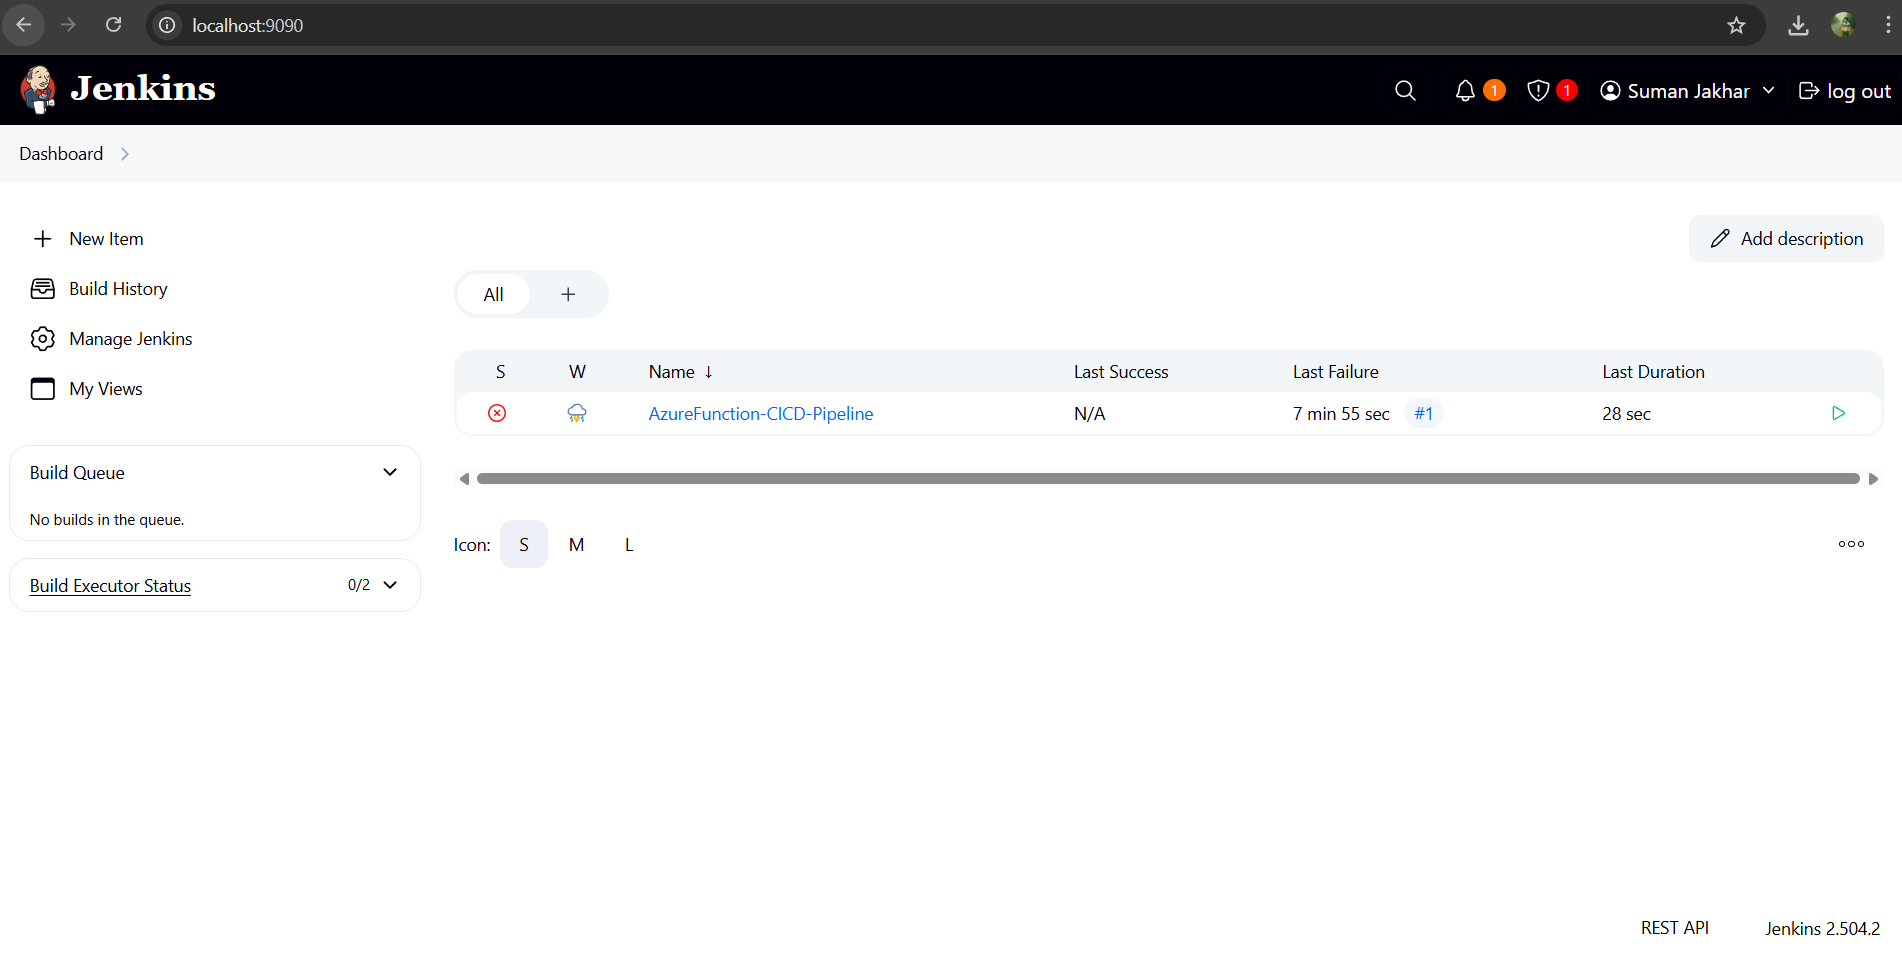 localhost:9090
Jenkins
1
1
Suman Jakhar
log out
Dashboard
New Item
Build History
Manage Jenkins
My Views
Build Queue
No builds in the queue.
Build Executor Status
0/2
Add description
All
+
S W Name ↓ Last Success Last Failure Last Duration
AzureFunction-CICD-Pipeline N/A 7 min 55 sec #1 28 sec
Icon: S M L
REST API
Jenkins 2.504.2